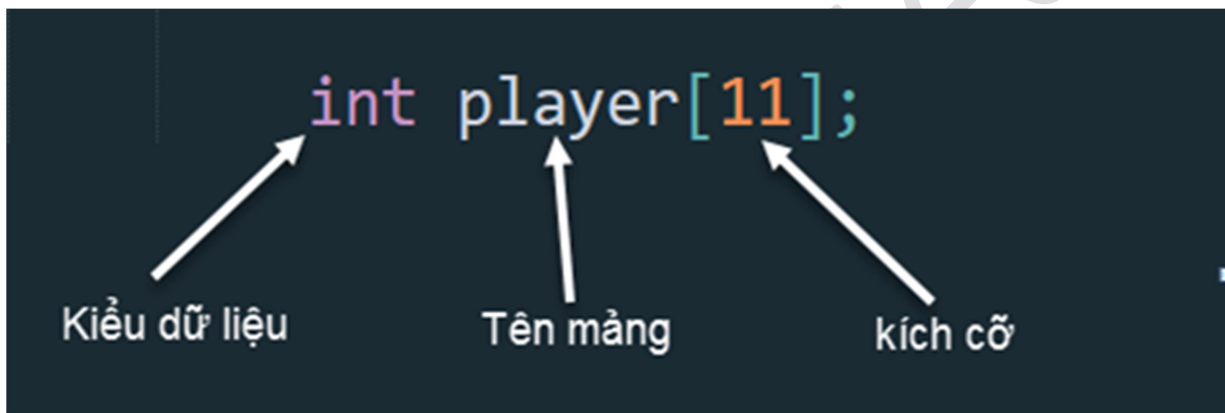 int player[11];
Kiểu dữ liệu
Tên mảng
kích cỡ